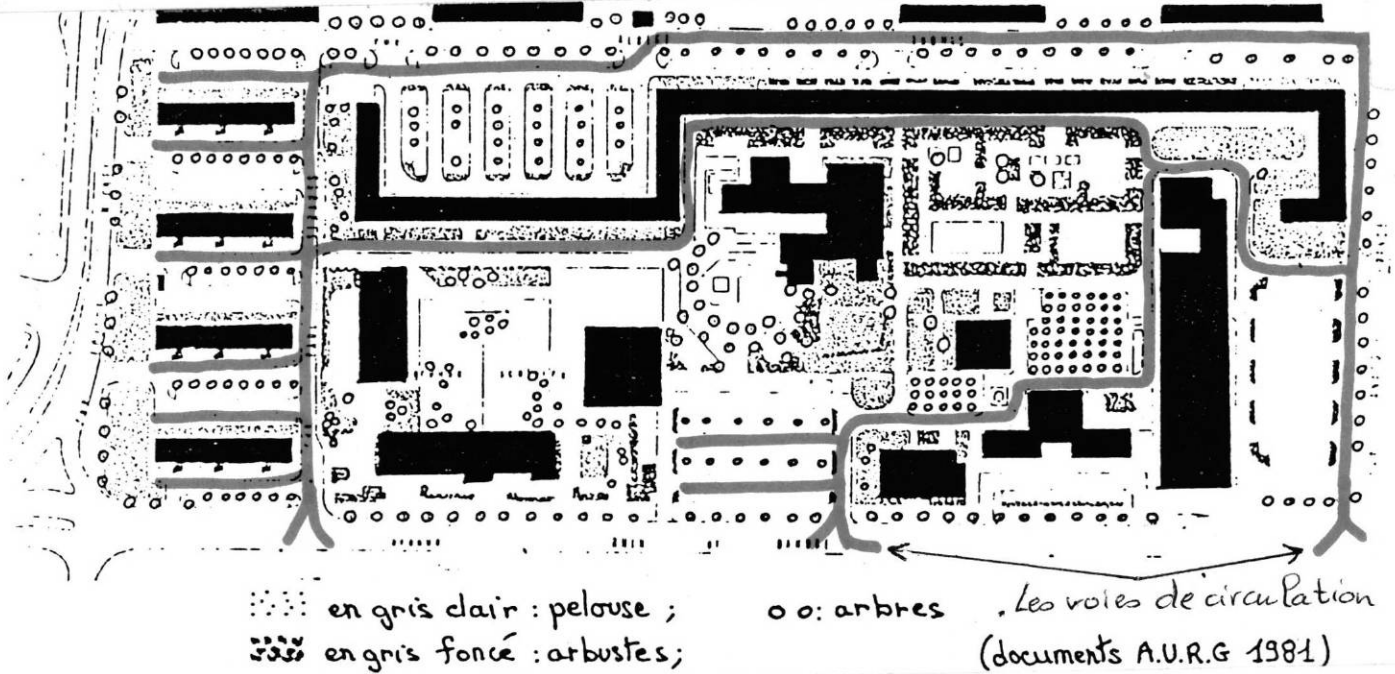 en gris clair : pelouse ;
o o : arbres
. Les voies de circulation
en gris foncé : arbustes;
(documents A.U.R.G 1981)